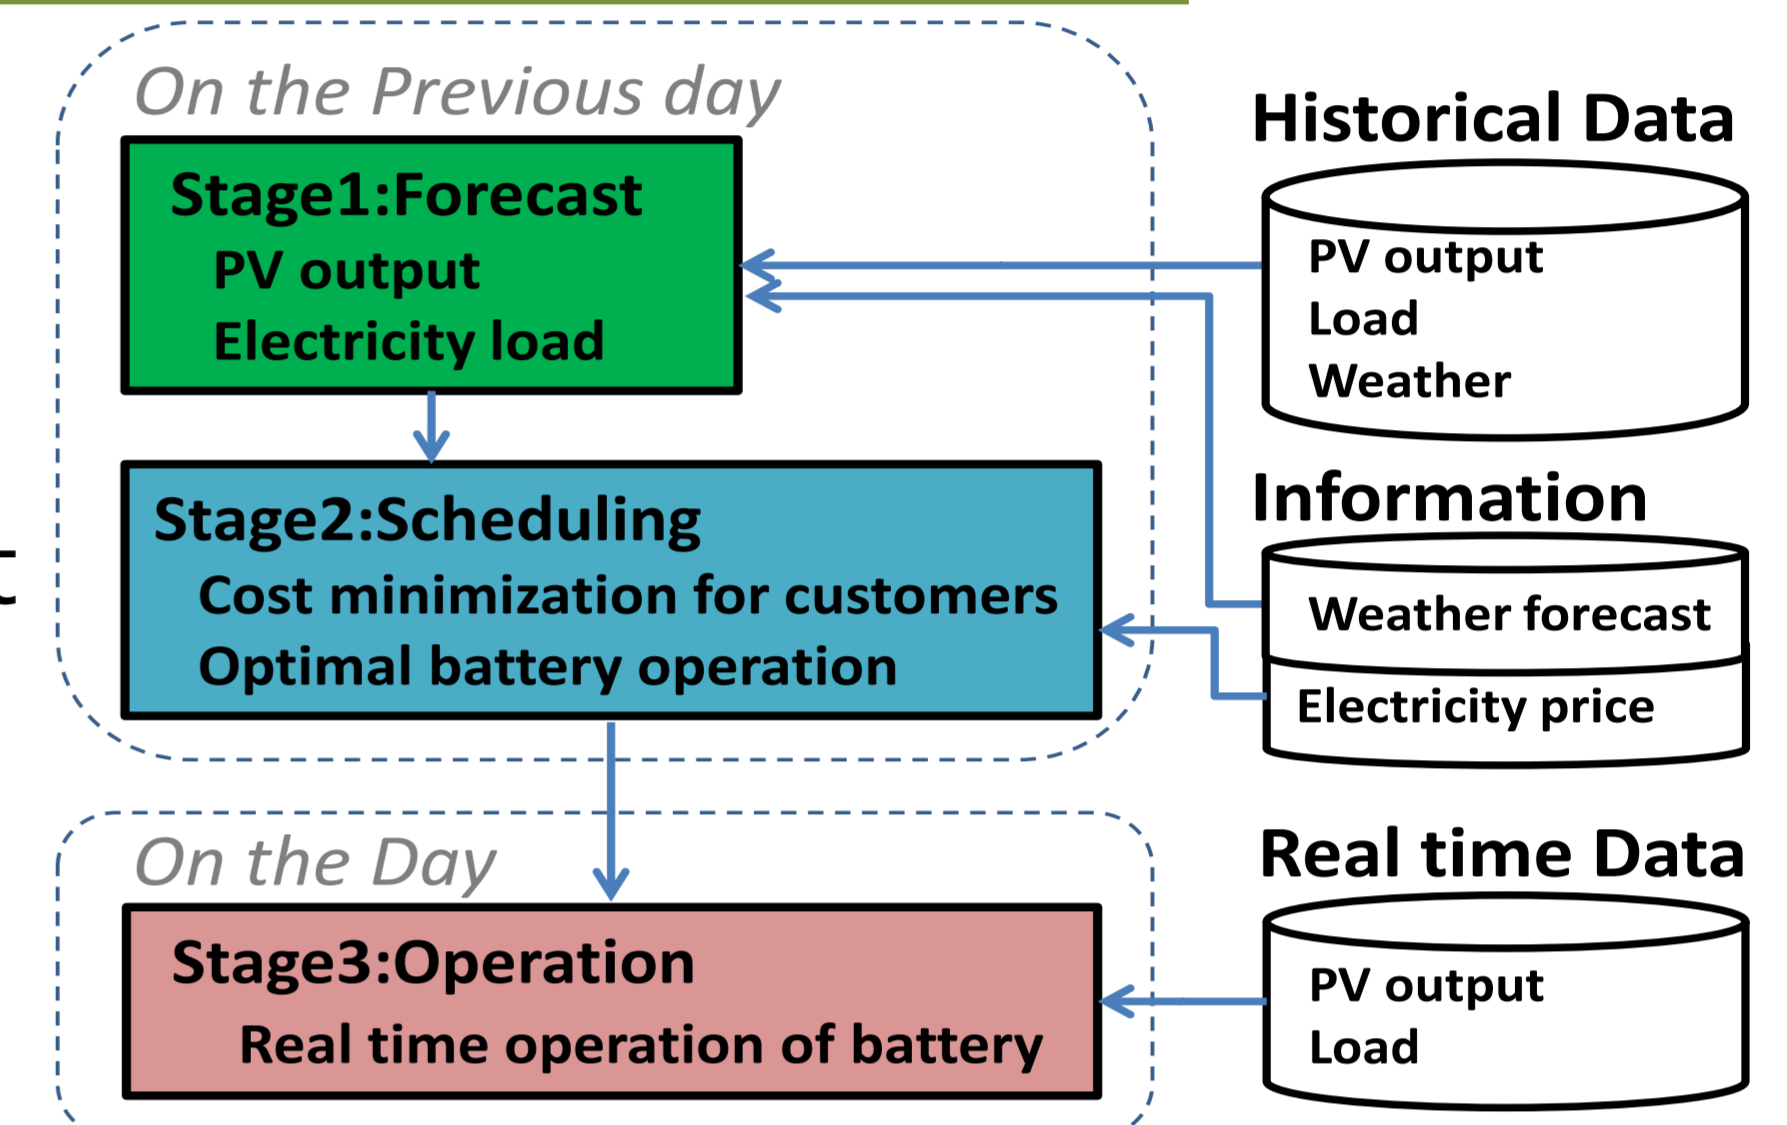 On the Previous day
Stage1:Forecast
PV output
Electricity load
Stage2:Scheduling
Cost minimization for customers
Optimal battery operation
On the Day
Stage3:Operation
Real time operation of battery
Historical Data
PV output
Load
Weather
Information
Weather forecast
Electricity price
Real time Data
PV output
Load